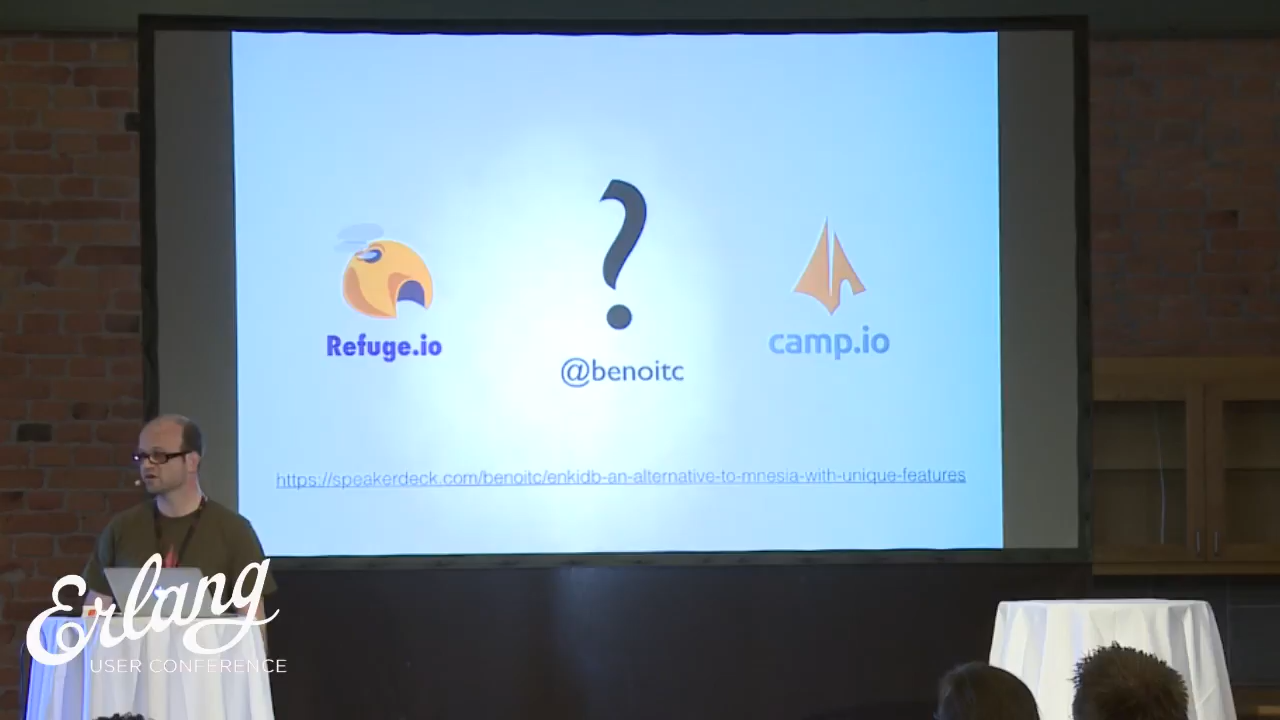 ?
Refuge.io
camp.io
@benoitc
https://speakerdeck.com/benoitc/enkidb-an-alternative-to-mnesia-with-unique-features
Erlang
USER CONFERENCE